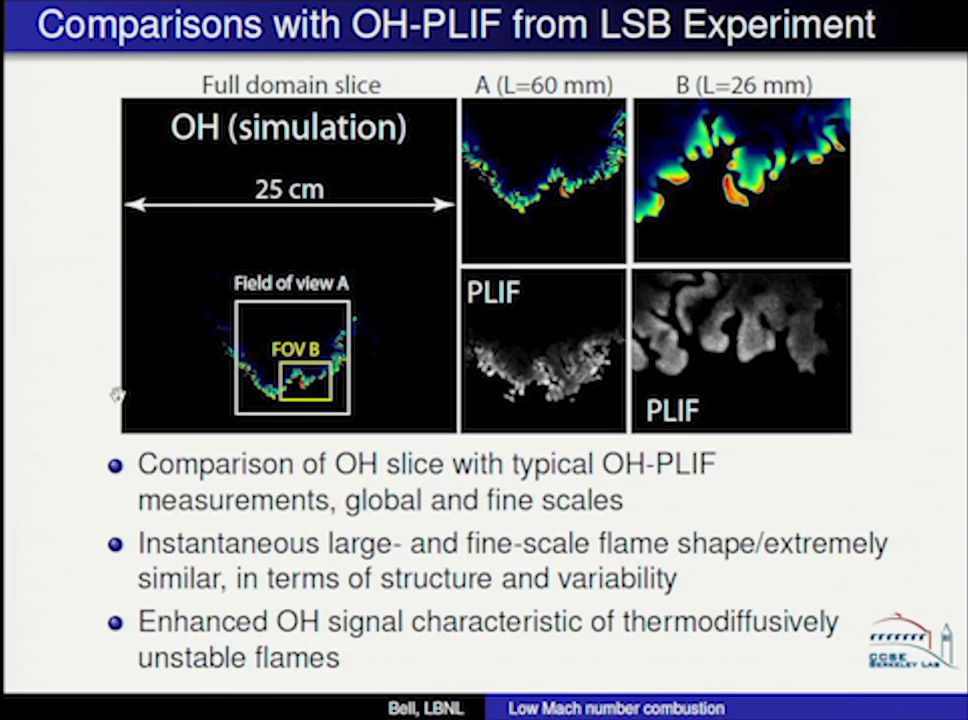 Comparisons with OH-PLIF from LSB Experiment
Full domain slice
A (L=60 mm)
B (L=26 mm)
OH (simulation)
25 cm
Field of view A
FOV B
PLIF
PLIF
Comparison of OH slice with typical OH-PLIF
measurements, global and fine scales
Instantaneous large- and fine-scale flame shape/extremely
similar, in terms of structure and variability
Enhanced OH signal characteristic of thermodiffusively
unstable flames
CCSE
BERKELEY LAB
Bell, LBNL
Low Mach number combustion